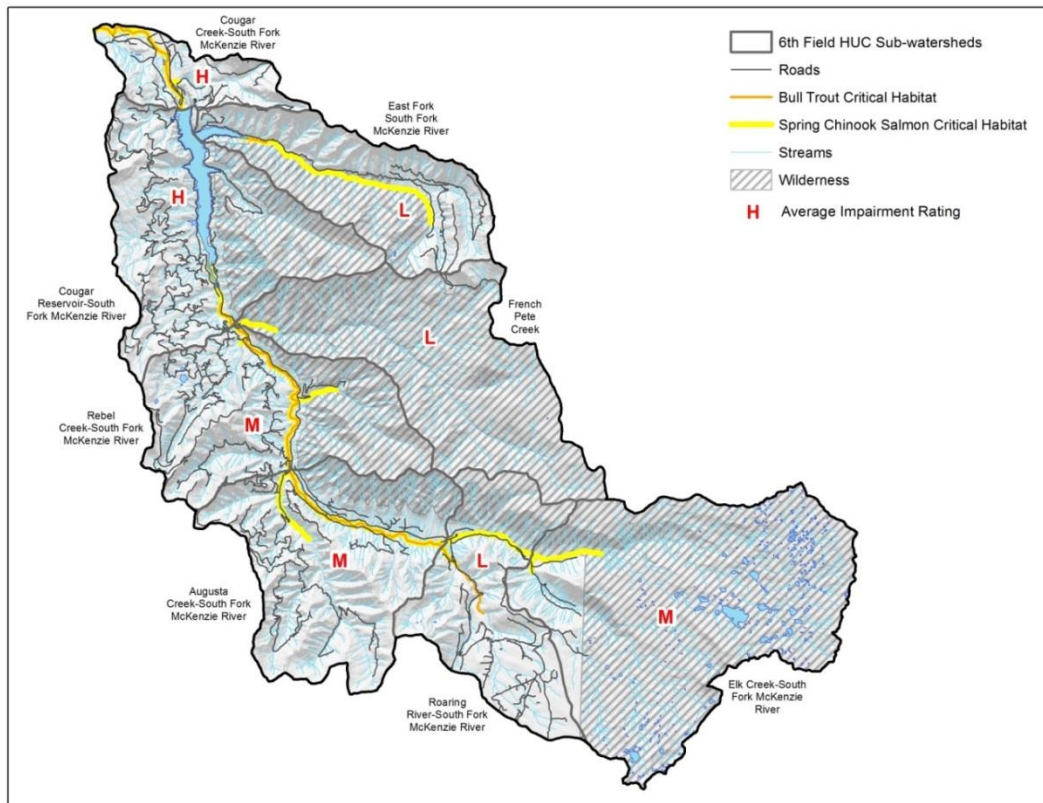 Cougar
Creek-South Fork
McKenzie River
H
East Fork
South Fork
McKenzie River
H
L
Cougar
Reservoir-South
Fork McKenzie River
French
Pete
Creek
L
Rebel
Creek-South Fork
McKenzie River
M
Augusta
Creek-South Fork
McKenzie River
M
L
M
Roaring
River-South Fork
McKenzie River
Elk Creek-South
Fork McKenzie
River
6th Field HUC Sub-watersheds
Roads
Bull Trout Critical Habitat
Spring Chinook Salmon Critical Habitat
Streams
Wilderness
H Average Impairment Rating